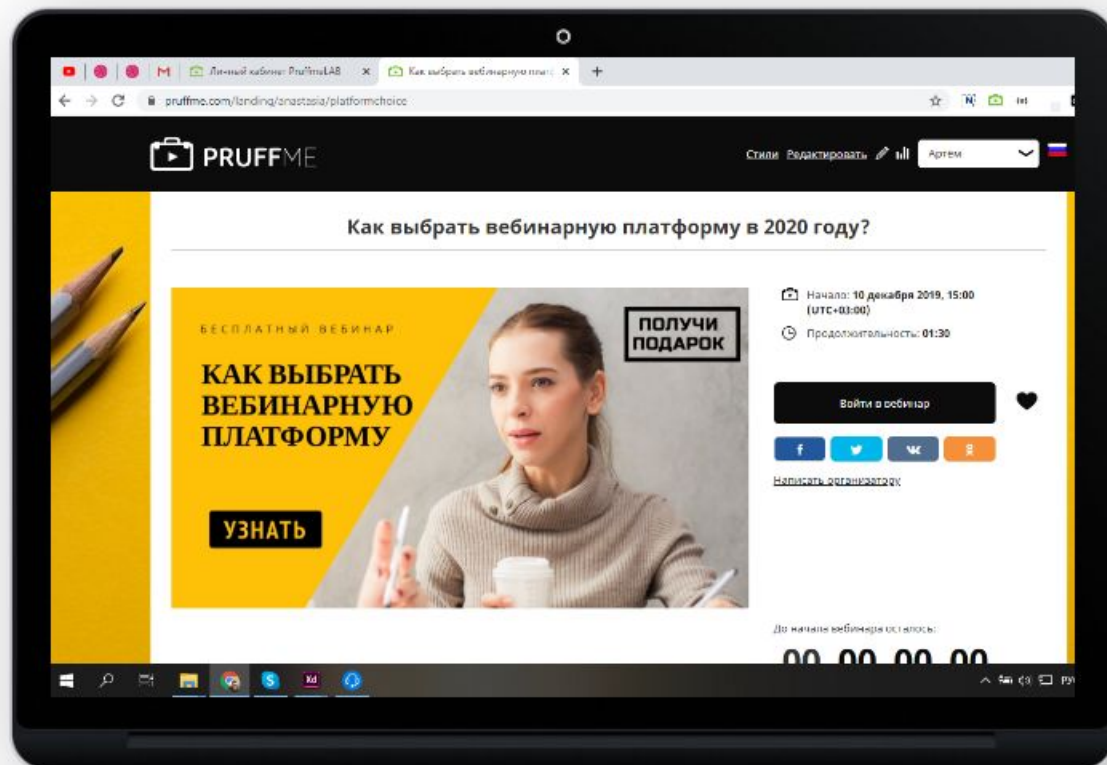 Личный кабинет PruffmeLAB
Как выбрать вебинарную плат
pruffme.com/landing/anastasia/platformchoice
PRUFFME
Стили Редактировать Артём
Как выбрать вебинарную платформу в 2020 году?
БЕСПЛАТНЫЙ ВЕБИНАР
КАК ВЫБРАТЬ
ВЕБИНАРНУЮ
ПЛАТФОРМУ
УЗНАТЬ
ПОЛУЧИ
ПОДАРОК
Начало: 10 декабря 2019, 15:00
(UTC+03:00)
Продолжительность: 01:30
Войти в вебинар
Написать организатору
До начала вебинара осталось:
00 00 00 00